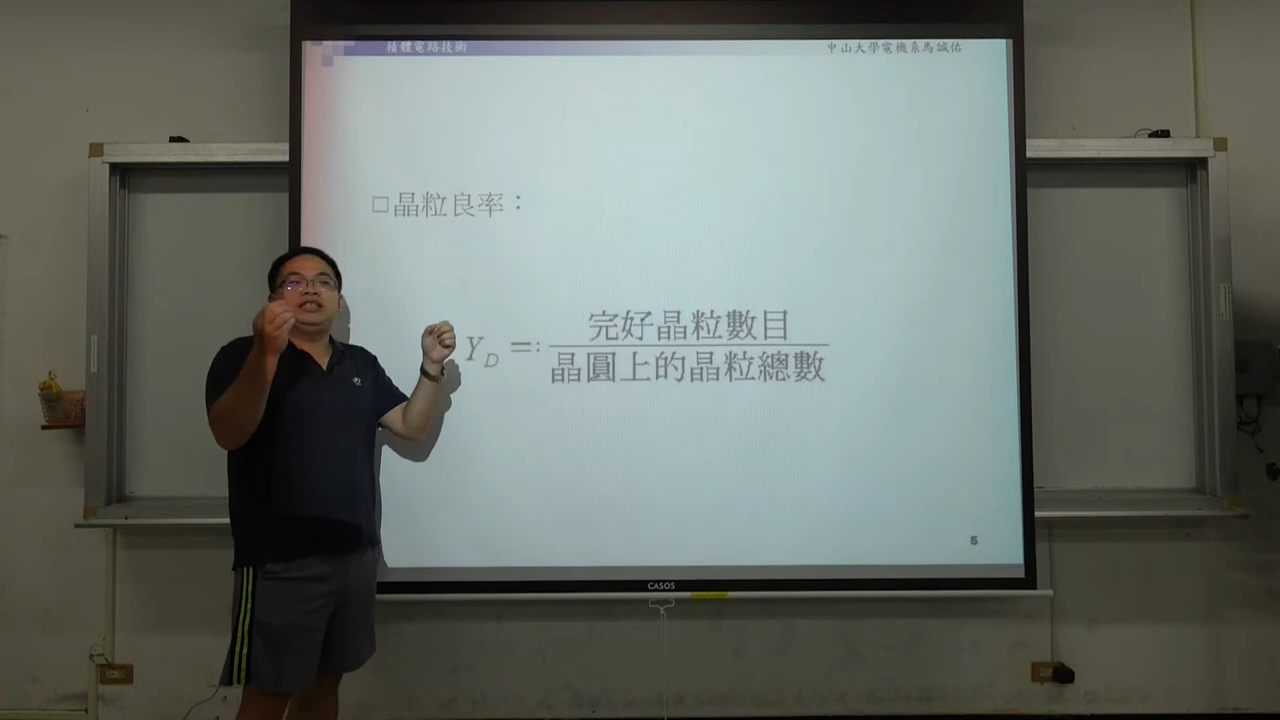 積體電路技術
中山大學電機系馬誠佑
□晶粒良率：
Y_D =: 完好晶粒數目
晶圓上的晶粒總數
5
CASOS